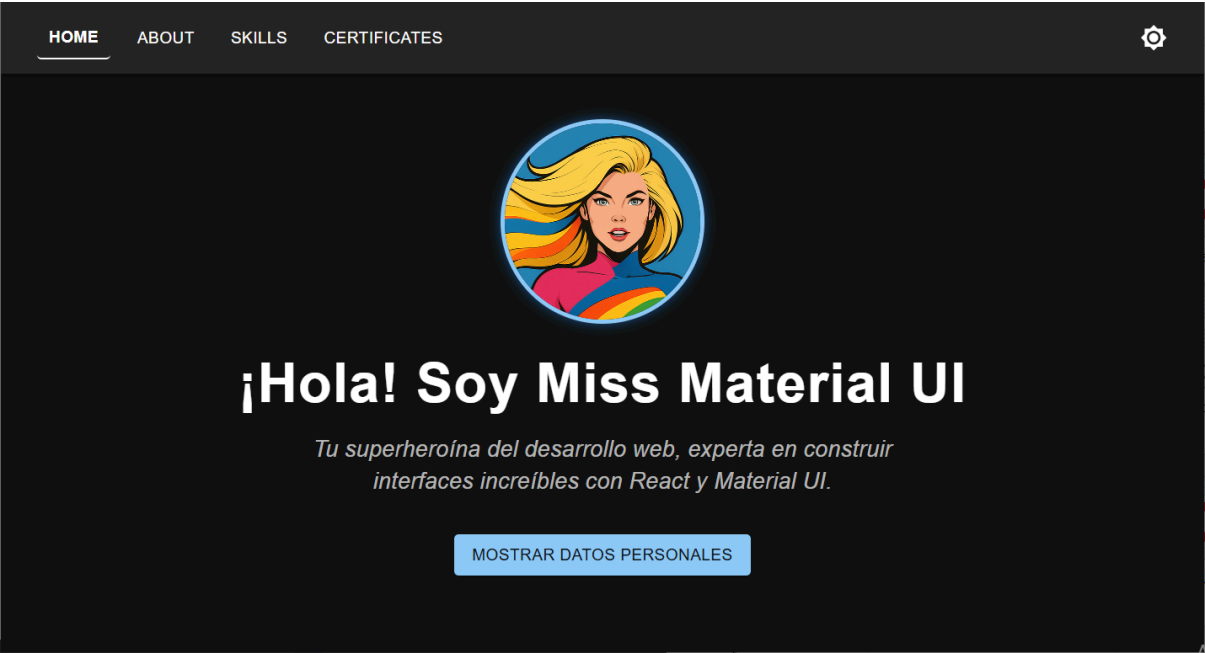 HOME ABOUT SKILLS CERTIFICATES
¡Hola! Soy Miss Material UI
Tu superheroína del desarrollo web, experta en construir
interfaces increíbles con React y Material UI.
MOSTRAR DATOS PERSONALES